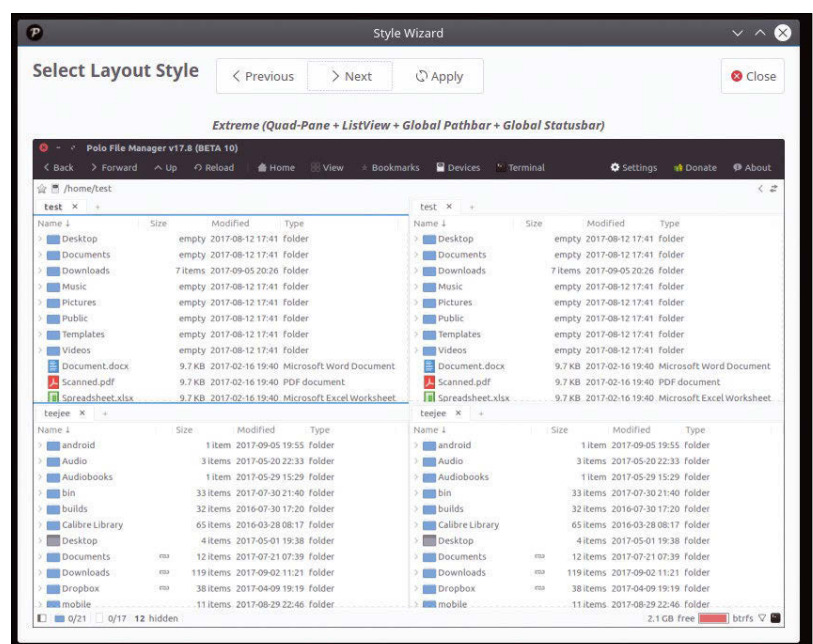 Style Wizard
Select Layout Style
Previous
Next
Apply
Close
Extreme (Quad-Pane + ListView + Global Pathbar + Global Statusbar)
Polo File Manager v17.8 (BETA 10)
Back Forward Up Reload Home View Bookmarks Devices Terminal Settings Donate About
/home/test
test
Name Size Modified Type
Desktop empty 2017-08-12 17:41 folder
Documents empty 2017-08-12 17:41 folder
Downloads 7 items 2017-09-05 20:26 folder
Music empty 2017-08-12 17:41 folder
Pictures empty 2017-08-12 17:41 folder
Public empty 2017-08-12 17:41 folder
Templates empty 2017-08-12 17:41 folder
Videos empty 2017-08-12 17:41 folder
Document.docx 9.7 KB 2017-02-16 19:40 Microsoft Word Document
Scanned.pdf 9.7 KB 2017-02-16 19:40 PDF document
Spreadsheet.xlsx 9.7 KB 2017-02-16 19:40 Microsoft Excel Worksheet
test
Name Size Modified Type
Desktop empty 2017-08-12 17:41 folder
Documents empty 2017-08-12 17:41 folder
Downloads 7 items 2017-09-05 20:26 folder
Music empty 2017-08-12 17:41 folder
Pictures empty 2017-08-12 17:41 folder
Public empty 2017-08-12 17:41 folder
Templates empty 2017-08-12 17:41 folder
Videos empty 2017-08-12 17:41 folder
Document.docx 9.7 KB 2017-02-16 19:40 Microsoft Word Document
Scanned.pdf 9.7 KB 2017-02-16 19:40 PDF document
Spreadsheet.xlsx 9.7 KB 2017-02-16 19:40 Microsoft Excel Worksheet
teejee
Name Size Modified Type
android 1 item 2017-09-05 19:55 folder
Audio 3 items 2017-05-20 22:33 folder
Audiobooks 1 item 2017-05-29 15:29 folder
bin 33 items 2017-07-30 21:40 folder
builds 32 items 2016-07-30 17:20 folder
Calibre Library 65 items 2016-03-28 08:17 folder
Desktop 4 items 2017-05-01 19:38 folder
Documents 12 items 2017-07-21 07:39 folder
Downloads 119 items 2017-09-02 11:21 folder
Dropbox 38 items 2017-04-09 19:19 folder
mobile 11 items 2017-08-29 22:46 folder
teejee
Name Size Modified Type
android 1 item 2017-09-05 19:55 folder
Audio 3 items 2017-05-20 22:33 folder
Audiobooks 1 item 2017-05-29 15:29 folder
bin 33 items 2017-07-30 21:40 folder
builds 32 items 2016-07-30 17:20 folder
Calibre Library 65 items 2016-03-28 08:17 folder
Desktop 4 items 2017-05-01 19:38 folder
Documents 12 items 2017-07-21 07:39 folder
Downloads 119 items 2017-09-02 11:21 folder
Dropbox 38 items 2017-04-09 19:19 folder
mobile 11 items 2017-08-29 22:46 folder
0/21 0/17 12 hidden 2.1 GB free btrfs